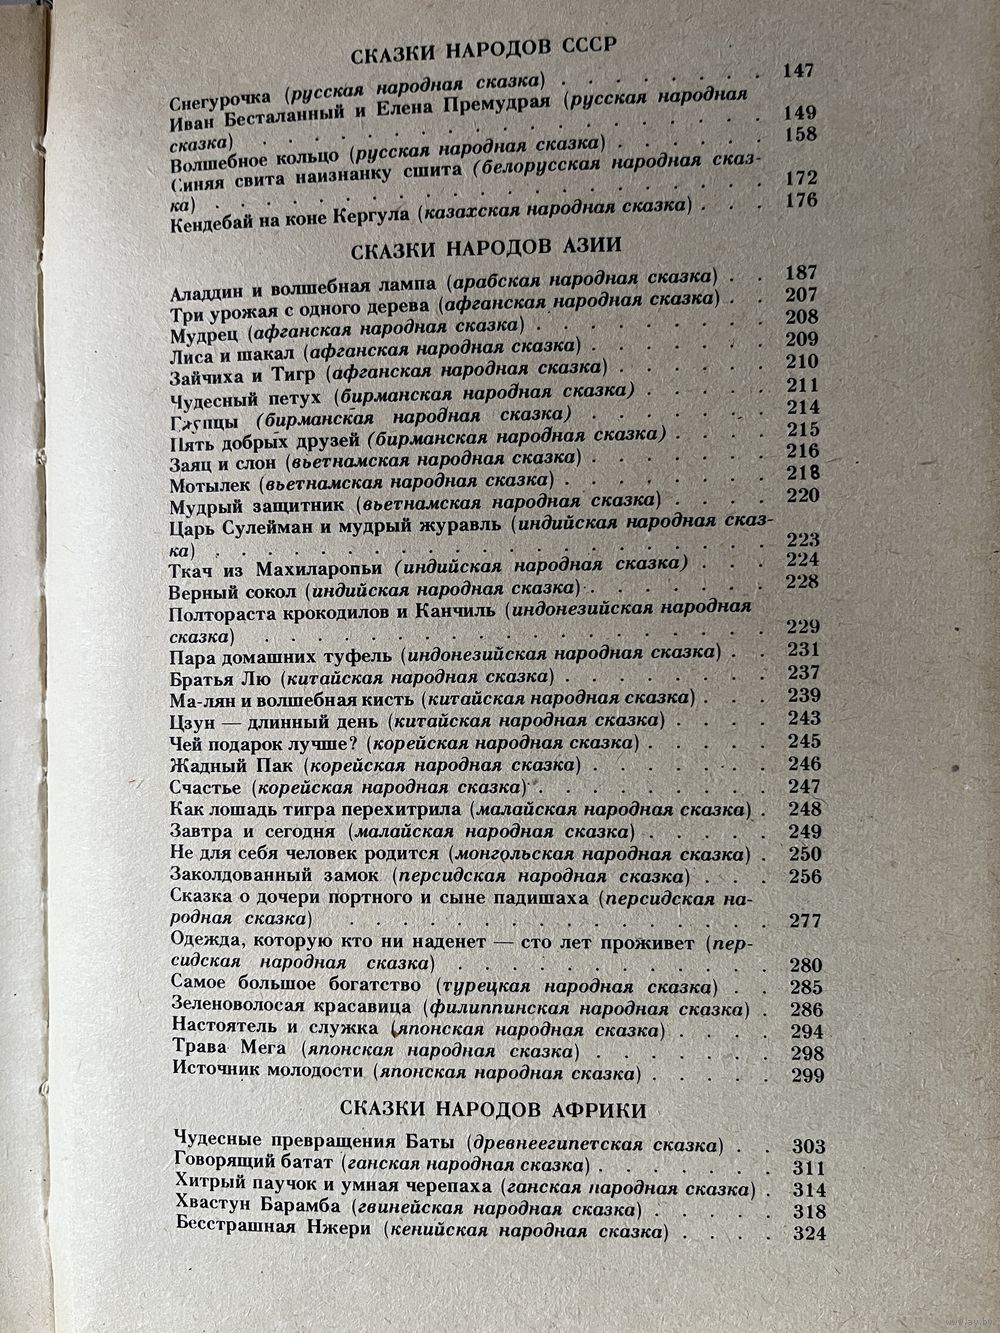 СКАЗКИ НАРОДОВ СССР
Снегурочка (русская народная сказка) . . . . . . . . 147
Иван Бесталанный и Елена Премудрая (русская народная
сказка) . . . . . . . . . . . . . . . . . . . 149
Волшебное кольцо (русская народная сказка) . . . . . . 158
Синяя свита наизнанку сшита (белорусская народная сказ-
ка) . . . . . . . . . . . . . . . . . . . . . 172
Кендебай на коне Кергула (казахская народная сказка) . . . 176
СКАЗКИ НАРОДОВ АЗИИ
Аладдин и волшебная лампа (арабская народная сказка) . . 187
Три урожая с одного дерева (афганская народная сказка) . . 207
Мудрец (афганская народная сказка) . . . . . . . . . 208
Лиса и шакал (афганская народная сказка) . . . . . . . 209
Зайчиха и Тигр (афганская народная сказка) . . . . . . 210
Чудесный петух (бирманская народная сказка) . . . . . 211
Глупцы (бирманская народная сказка) . . . . . . . 214
Пять добрых друзей (бирманская народная сказка) . . . . 215
Заяц и слон (вьетнамская народная сказка) . . . . . . . 216
Мотылек (вьетнамская народная сказка) . . . . . . . . 218
Мудрый защитник (вьетнамская народная сказка) . . . . 220
Царь Сулейман и мудрый журавль (индийская народная сказ-
ка) . . . . . . . . . . . . . . . . . . . . . 223
Ткач из Махиларопьи (индийская народная сказка) . . . 224
Верный сокол (индийская народная сказка) . . . . . . . 228
Полтораста крокодилов и Канчиль (индонезийская народная
сказка) . . . . . . . . . . . . . . . . . . . 229
Пара домашних туфель (индонезийская народная сказка) . . 231
Братья Лю (китайская народная сказка) . . . . . . . . 237
Ма-лян и волшебная кисть (китайская народная сказка) . . . 239
Цзун — длинный день (китайская народная сказка) . . . . 243
Чей подарок лучше? (корейская народная сказка) . . . . . 245
Жадный Пак (корейская народная сказка) . . . . . . . 246
Счастье (корейская народная сказка) . . . . . . . . . 247
Как лошадь тигра перехитрила (малайская народная сказка) . 248
Завтра и сегодня (малайская народная сказка) . . . . . 249
Не для себя человек родится (монгольская народная сказка) . 250
Заколдованный замок (персидская народная сказка) . . . 256
Сказка о дочери портного и сыне падишаха (персидская на-
родная сказка) . . . . . . . . . . . . . . . . 277
Одежда, которую кто ни наденет — сто лет проживет (пер-
сидская народная сказка) . . . . . . . . . . . . 280
Самое большое богатство (турецкая народная сказка) . . 285
Зеленоволосая красавица (филиппинская народная сказка) . 286
Настоятель и служка (японская народная сказка) . . . . 294
Трава Мега (японская народная сказка) . . . . . . . 298
Источник молодости (японская народная сказка) . . . . . 299
СКАЗКИ НАРОДОВ АФРИКИ
Чудесные превращения Баты (древнеегипетская сказка) . . 303
Говорящий батат (ганская народная сказка) . . . . . . . 311
Хитрый паучок и умная черепаха (ганская народная сказка) . 314
Хвастун Барамба (гвинейская народная сказка) . . . . . 318
Бесстрашная Нжери (кенийская народная сказка) . . . . 324
www.ay.by